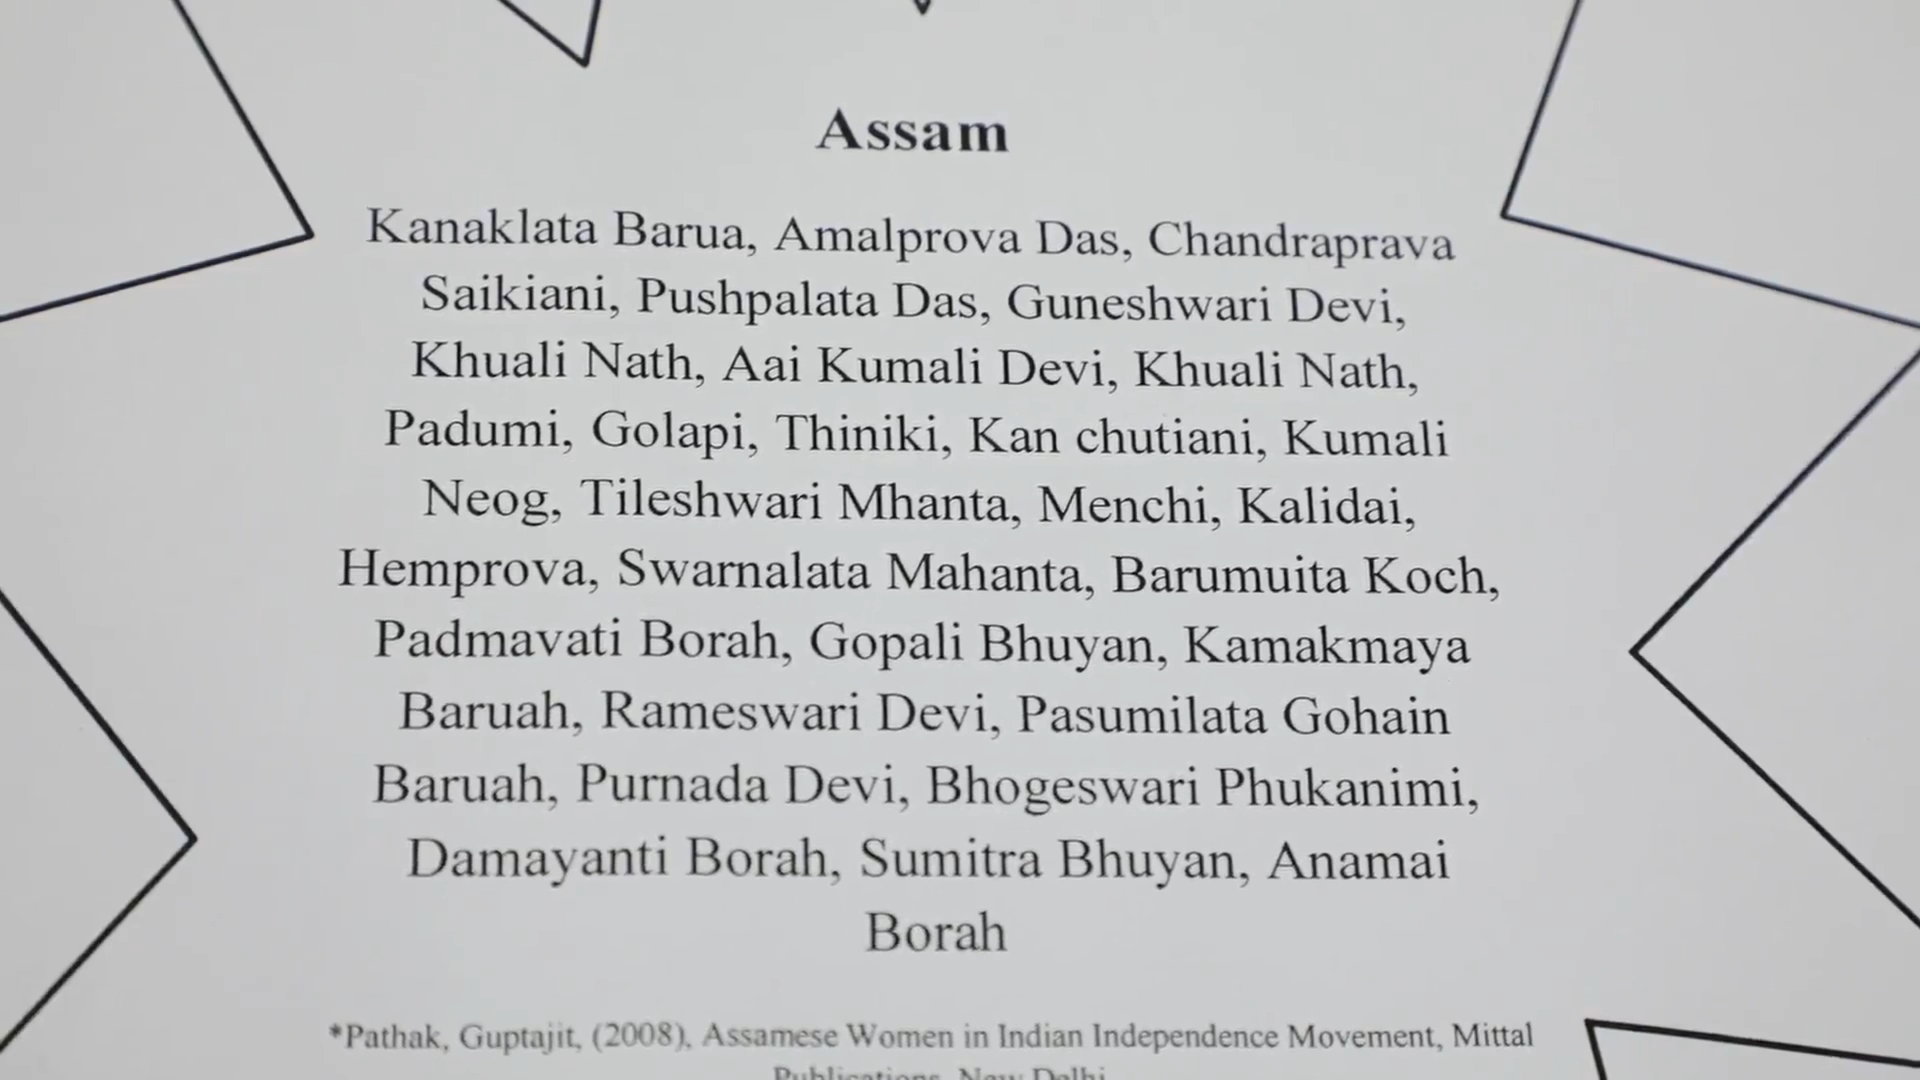 Assam
Kanaklata Barua, Amalprova Das, Chandraprava
Saikiani, Pushpalata Das, Guneshwari Devi,
Khuali Nath, Aai Kumali Devi, Khuali Nath,
Padumi, Golapi, Thiniki, Kan chutiani, Kumali
Neog, Tileshwari Mhanta, Menchi, Kalidai,
Hemprova, Swarnalata Mahanta, Barumuita Koch,
Padmavati Borah, Gopali Bhuyan, Kamakmaya
Baruah, Rameswari Devi, Pasumilata Gohain
Baruah, Purnada Devi, Bhogeswari Phukanimi,
Damayanti Borah, Sumitra Bhuyan, Anamai
Borah
*Pathak, Guptajit, (2008), Assamese Women in Indian Independence Movement, Mittal
Publications, New Delhi